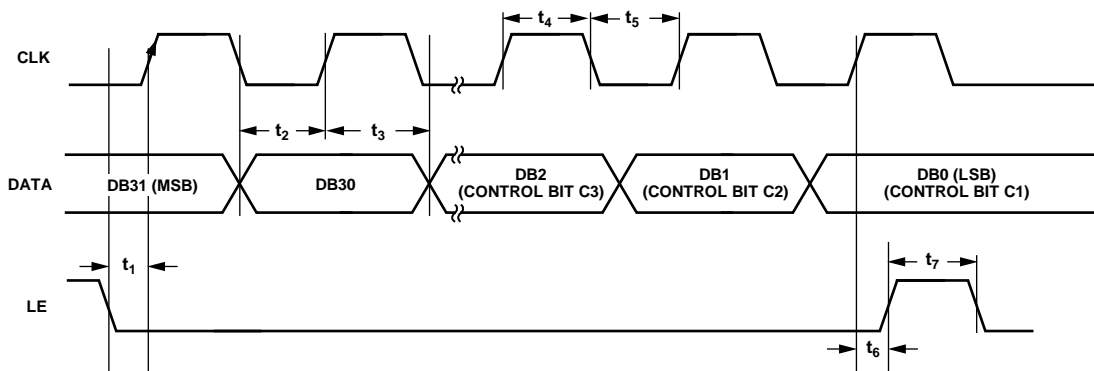 t4
t5
CLK
t2
t3
DATA
DB31 (MSB)
DB30
DB2
(CONTROL BIT C3)
DB1
(CONTROL BIT C2)
DB0 (LSB)
(CONTROL BIT C1)
t1
t7
LE
t6